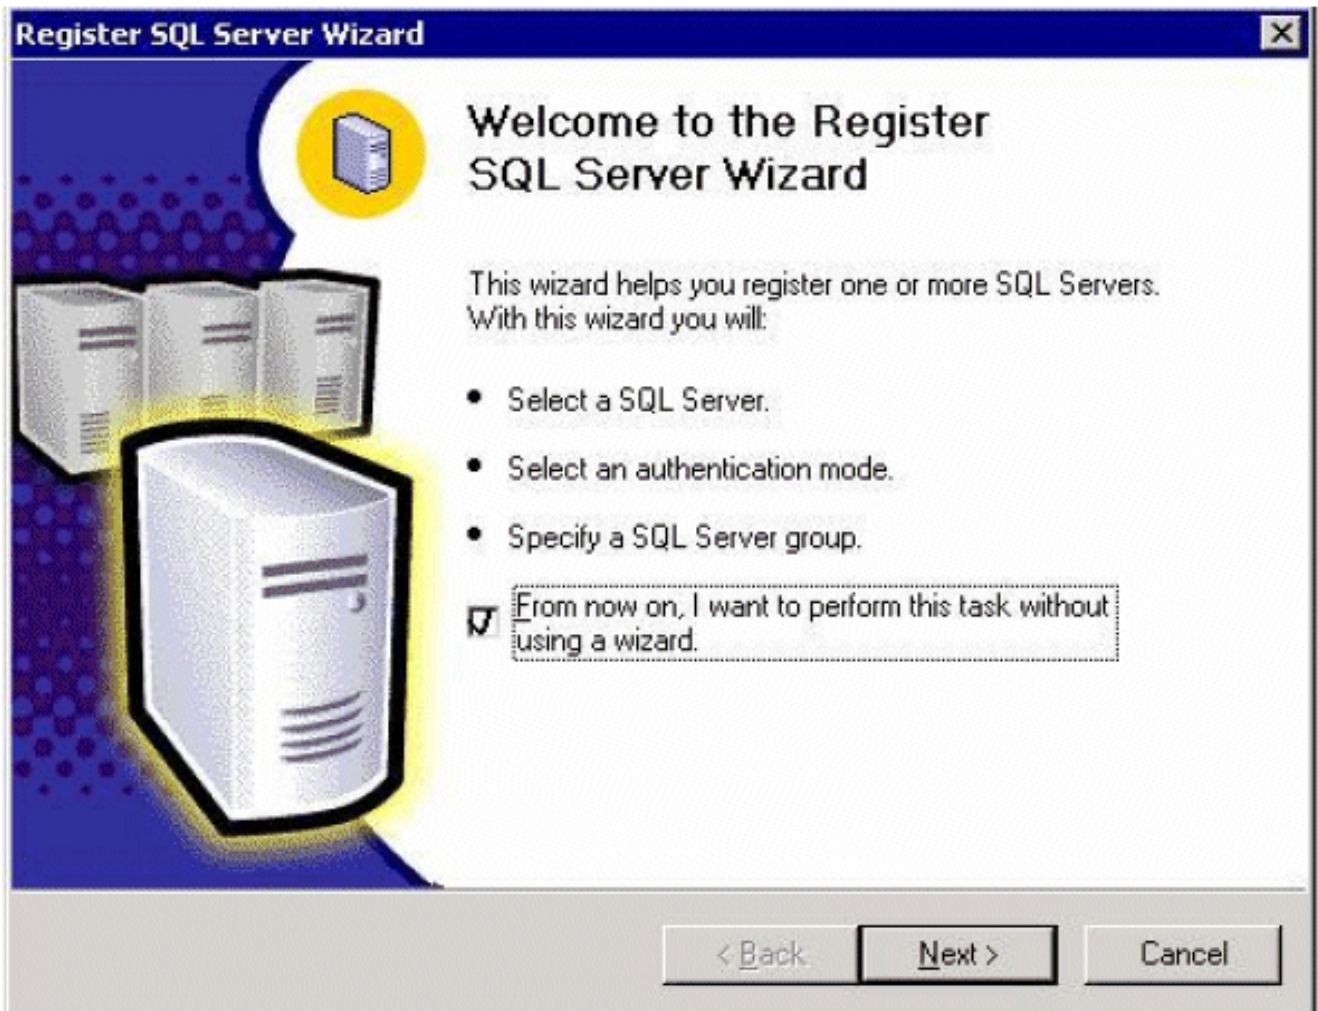 Register SQL Server Wizard
Welcome to the Register
SQL Server Wizard
This wizard helps you register one or more SQL Servers.
With this wizard you will:
• Select a SQL Server.
• Select an authentication mode.
• Specify a SQL Server group.
From now on, I want to perform this task without
using a wizard.
< Back
Next >
Cancel